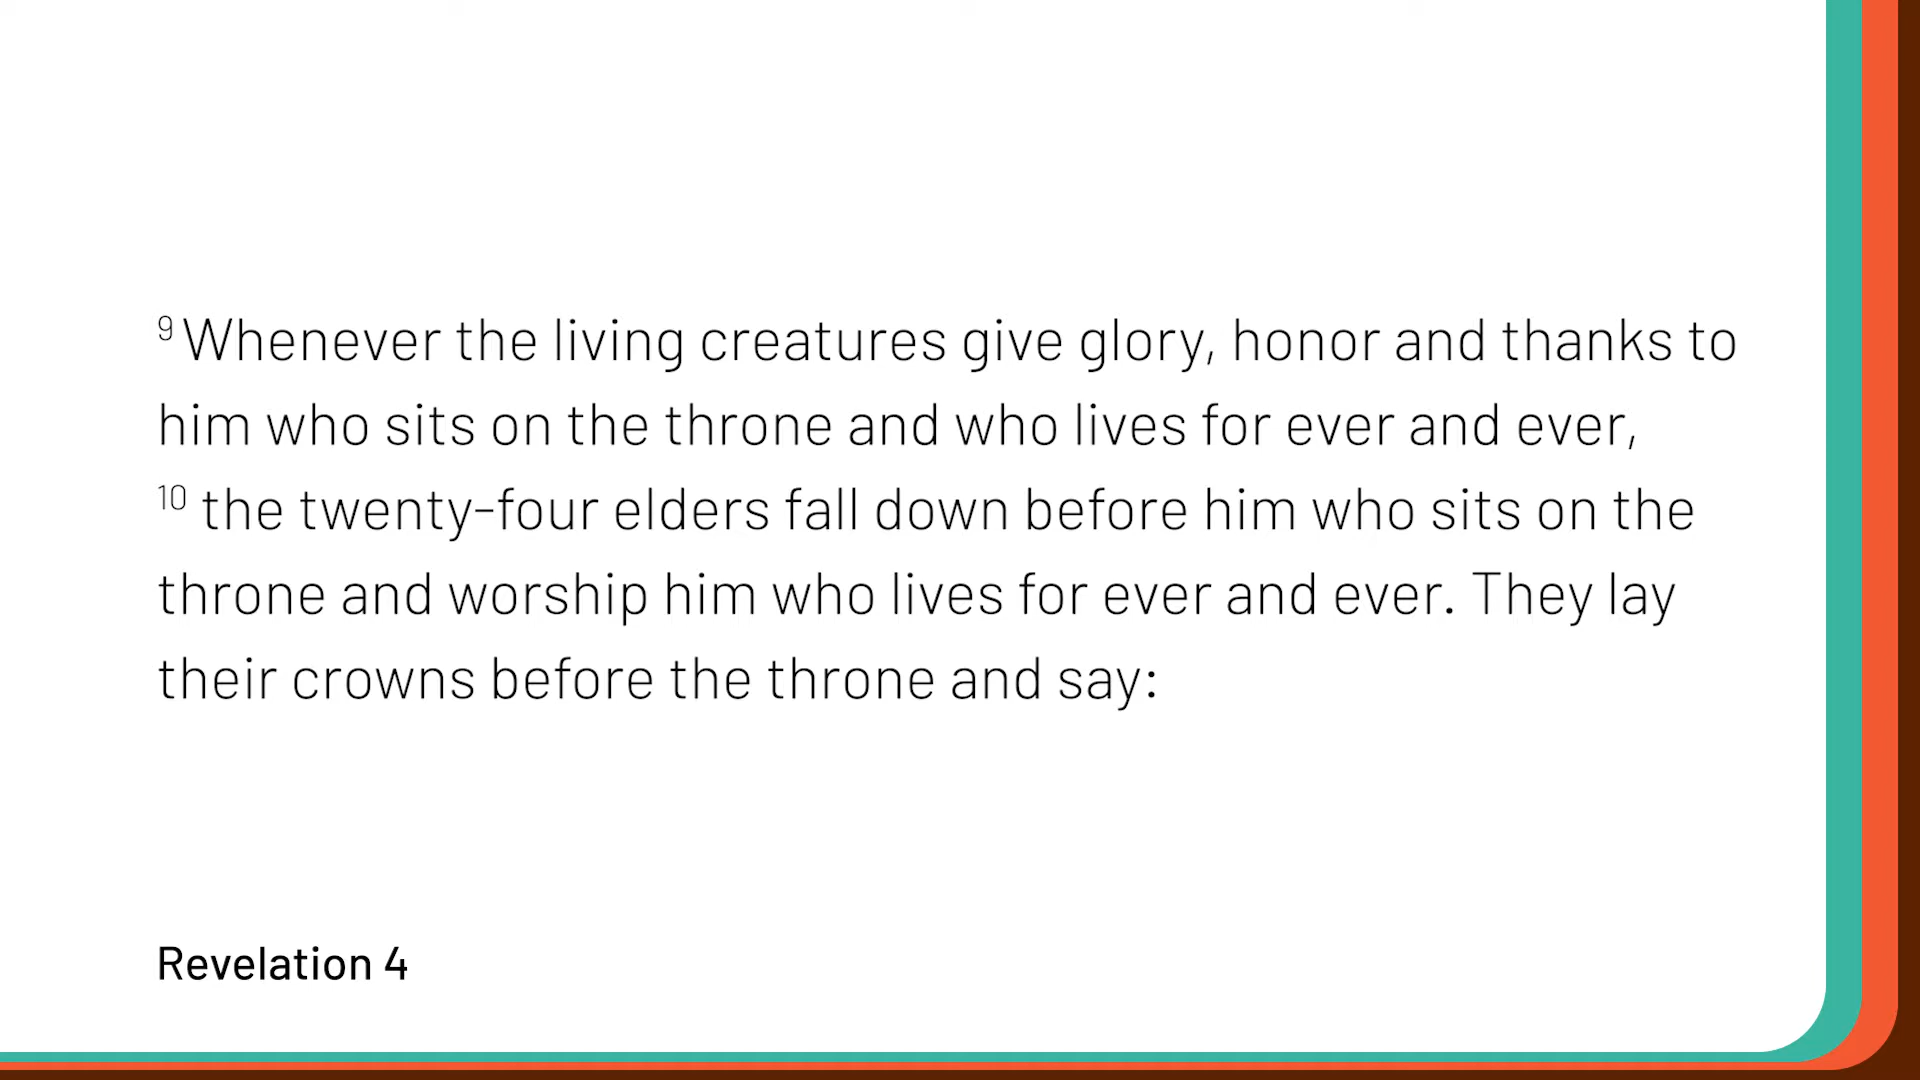 9 Whenever the living creatures give glory, honor and thanks to
him who sits on the throne and who lives for ever and ever,
10 the twenty-four elders fall down before him who sits on the
throne and worship him who lives for ever and ever. They lay
their crowns before the throne and say:
Revelation 4